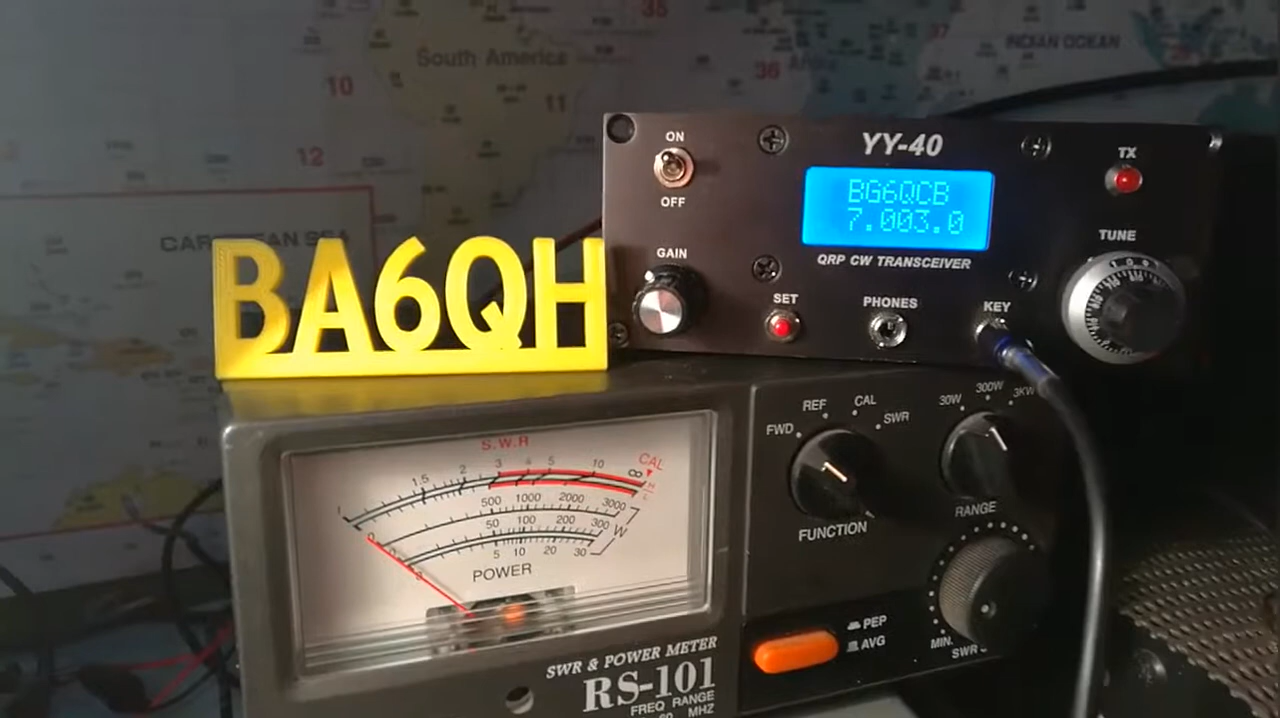 35
37
INDIAN OCEAN
South America
36
10
11
12
CARIBBEAN SEA
BA6QH
ON
OFF
YY-40
BG6QCB
7.003.0
QRP CW TRANSCEIVER
TX
TUNE
GAIN
SET
PHONES
KEY
S.W.R
CAL
1.5 2 3 4 5 10 ∞
500 1000 2000 3000
50 100 200 300 W
5 10 20 30
POWER
SWR & POWER METER
RS-101
FREQ RANGE
60 MHZ
FWD REF CAL SWR
FUNCTION
30W 300W 3KW
RANGE
PEP
AVG
MIN.
SWR